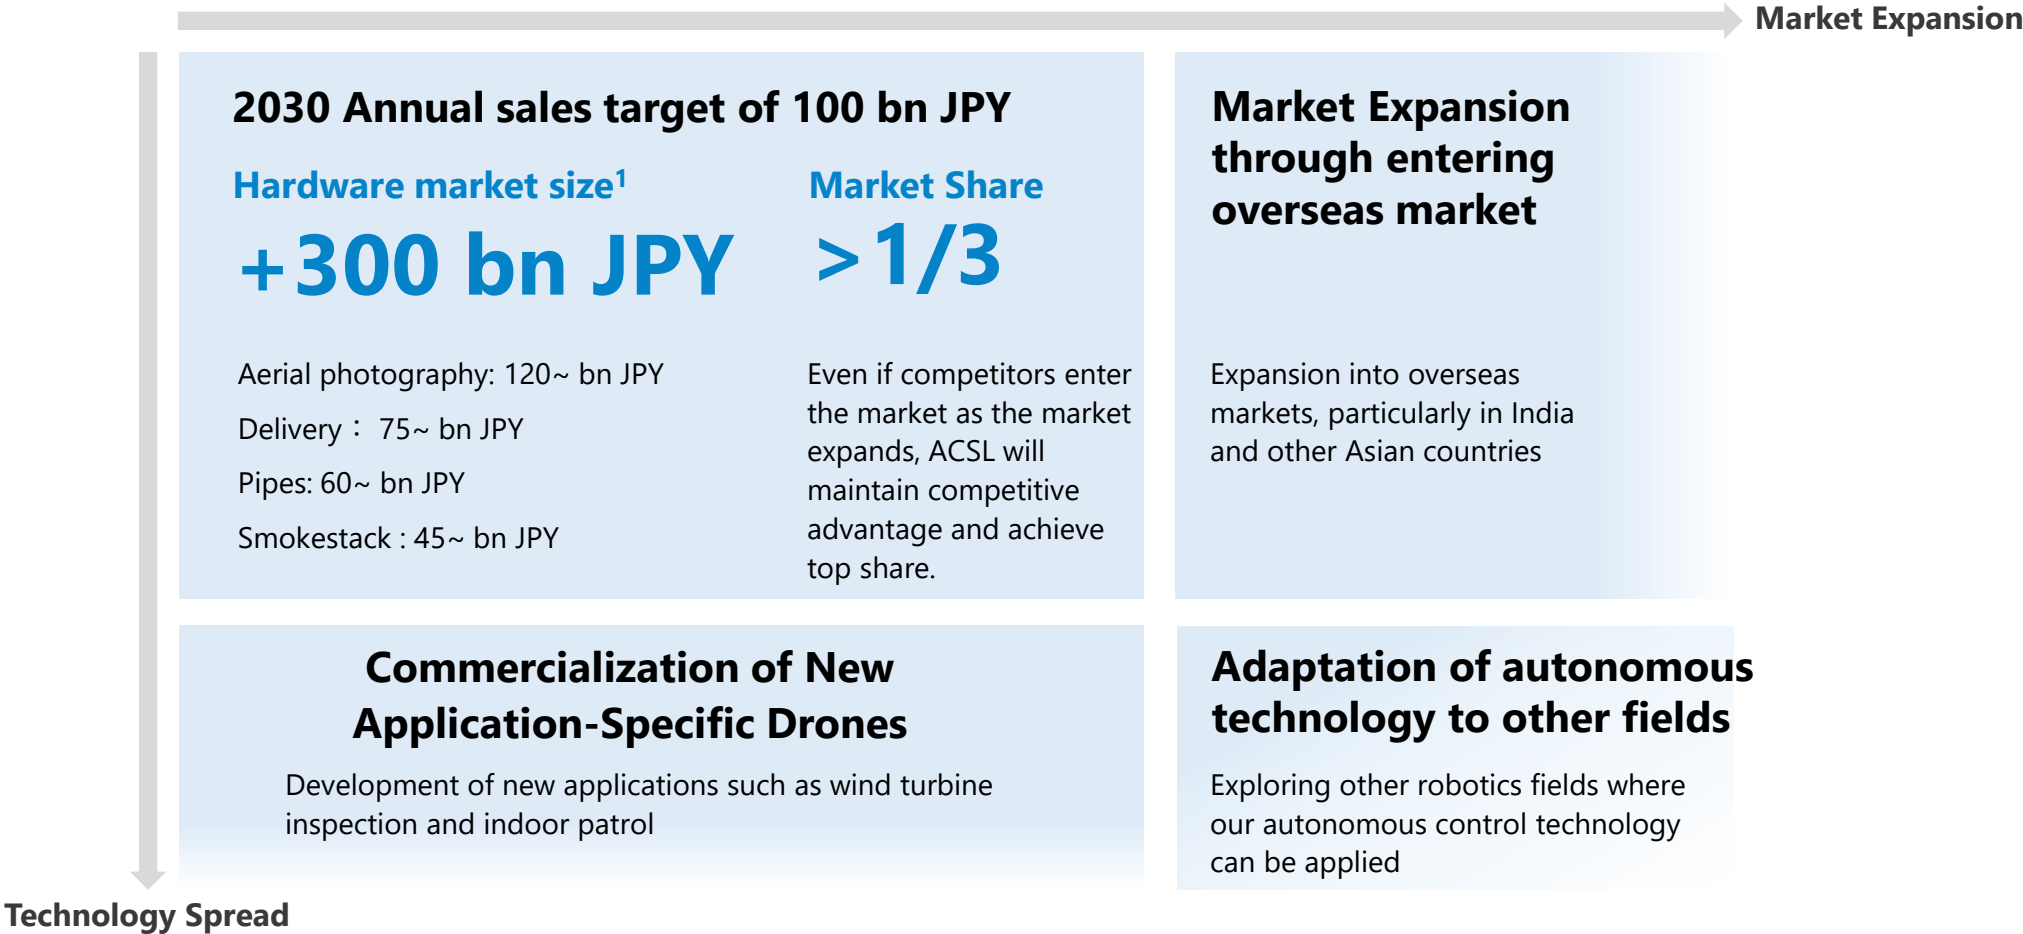 Market Expansion
2030 Annual sales target of 100 bn JPY
Hardware market size¹
+300 bn JPY
Aerial photography: 120~ bn JPY
Delivery： 75~ bn JPY
Pipes: 60~ bn JPY
Smokestack : 45~ bn JPY
Market Share
>1/3
Even if competitors enter
the market as the market
expands, ACSL will
maintain competitive
advantage and achieve
top share.
Market Expansion
through entering
overseas market
Expansion into overseas
markets, particularly in India
and other Asian countries
Commercialization of New
Application-Specific Drones
Development of new applications such as wind turbine
inspection and indoor patrol
Adaptation of autonomous
technology to other fields
Exploring other robotics fields where
our autonomous control technology
can be applied
Technology Spread